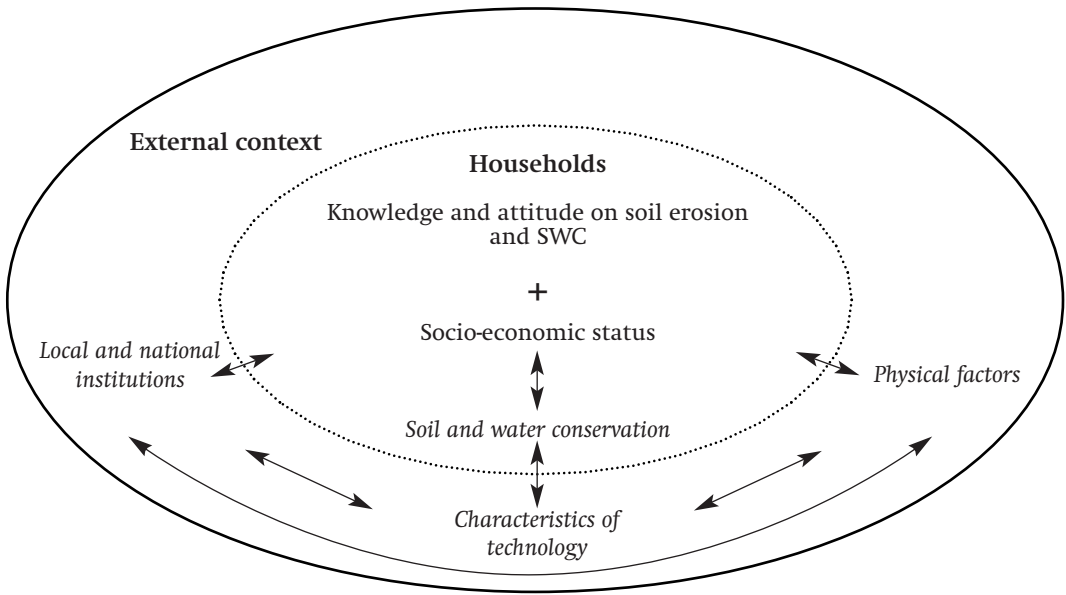 External context
Households
Knowledge and attitude on soil erosion
and SWC
+
Socio-economic status
Local and national
institutions
Physical factors
Soil and water conservation
Characteristics of
technology